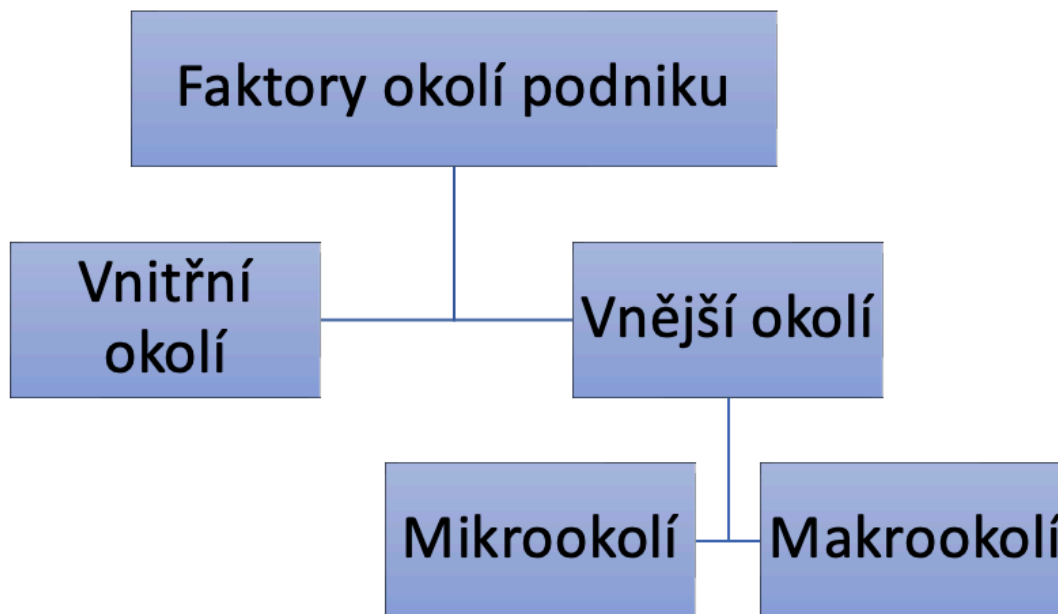 Faktory okolí podniku
Vnitřní
okolí
Vnější okolí
Mikrookolí
Makrookolí